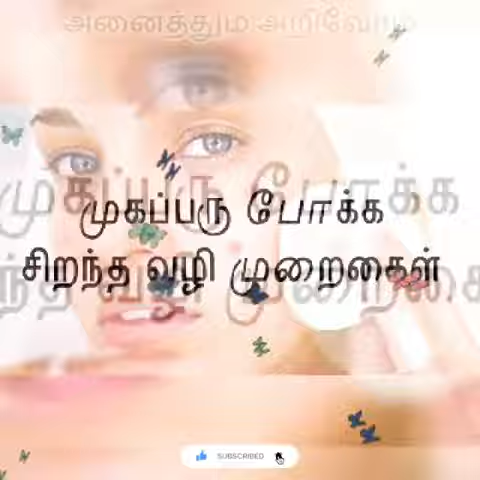 அனைத்தும் அறிவோம்
முகப்பரு போக்க
சிறந்த வழி முறைகைள்
SUBSCRIBED